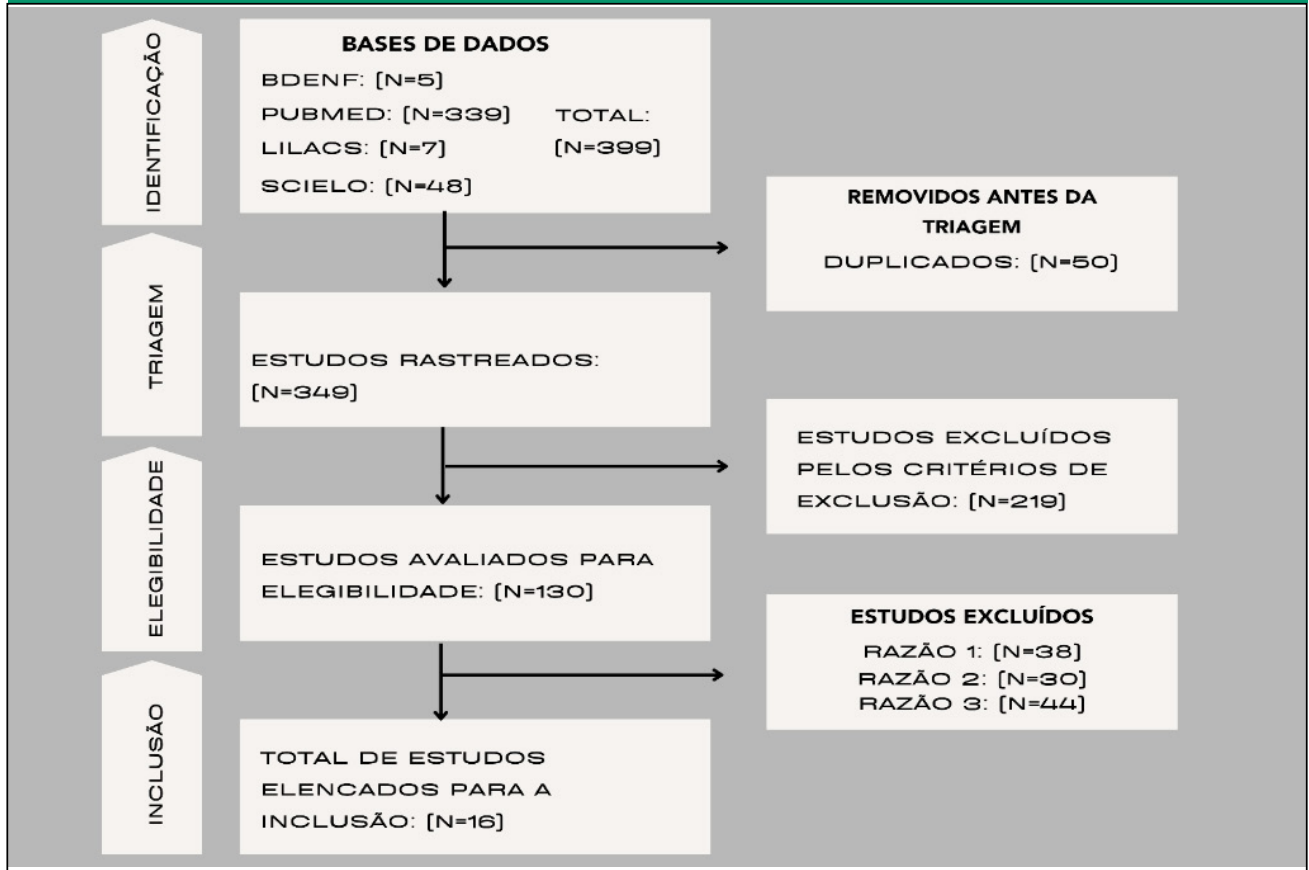 IDENTIFICAÇÃO
BASES DE DADOS
BDENF: (N=5)
PUBMED: (N=339)
LILACS: (N=7)
SCIELO: (N=48)
TOTAL:
(N=399)
REMOVIDOS ANTES DA
TRIAGEM
DUPLICADOS: (N=50)
TRIAGEM
ESTUDOS RASTREADOS:
(N=349)
ESTUDOS EXCLUÍDOS
PELOS CRITÉRIOS DE
EXCLUSÃO: (N=219)
ELEGIBILIDADE
ESTUDOS AVALIADOS PARA
ELEGIBILIDADE: (N=130)
ESTUDOS EXCLUÍDOS
RAZÃO 1: (N=38)
RAZÃO 2: (N=30)
RAZÃO 3: (N=44)
INCLUSÃO
TOTAL DE ESTUDOS
ELENCADOS PARA A
INCLUSÃO: (N=16)